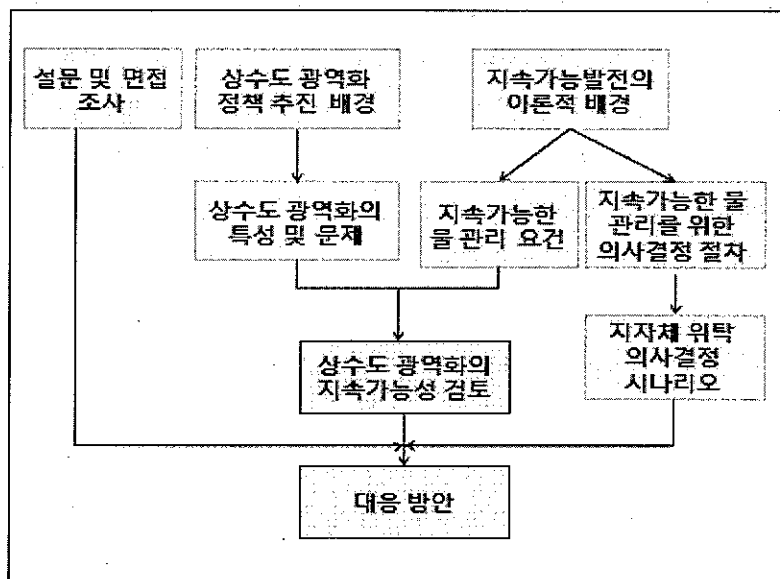 설문 및 면접
조사
상수도 광역화
정책 추진 배경
지속가능발전의
이론적 배경
상수도 광역화의
특성 및 문제
지속가능한
물 관리 요건
지속가능한 물
관리를 위한
의사결정 절차
상수도 광역화의
지속가능성 검토
지자체 위탁
의사결정
시나리오
대응 방안